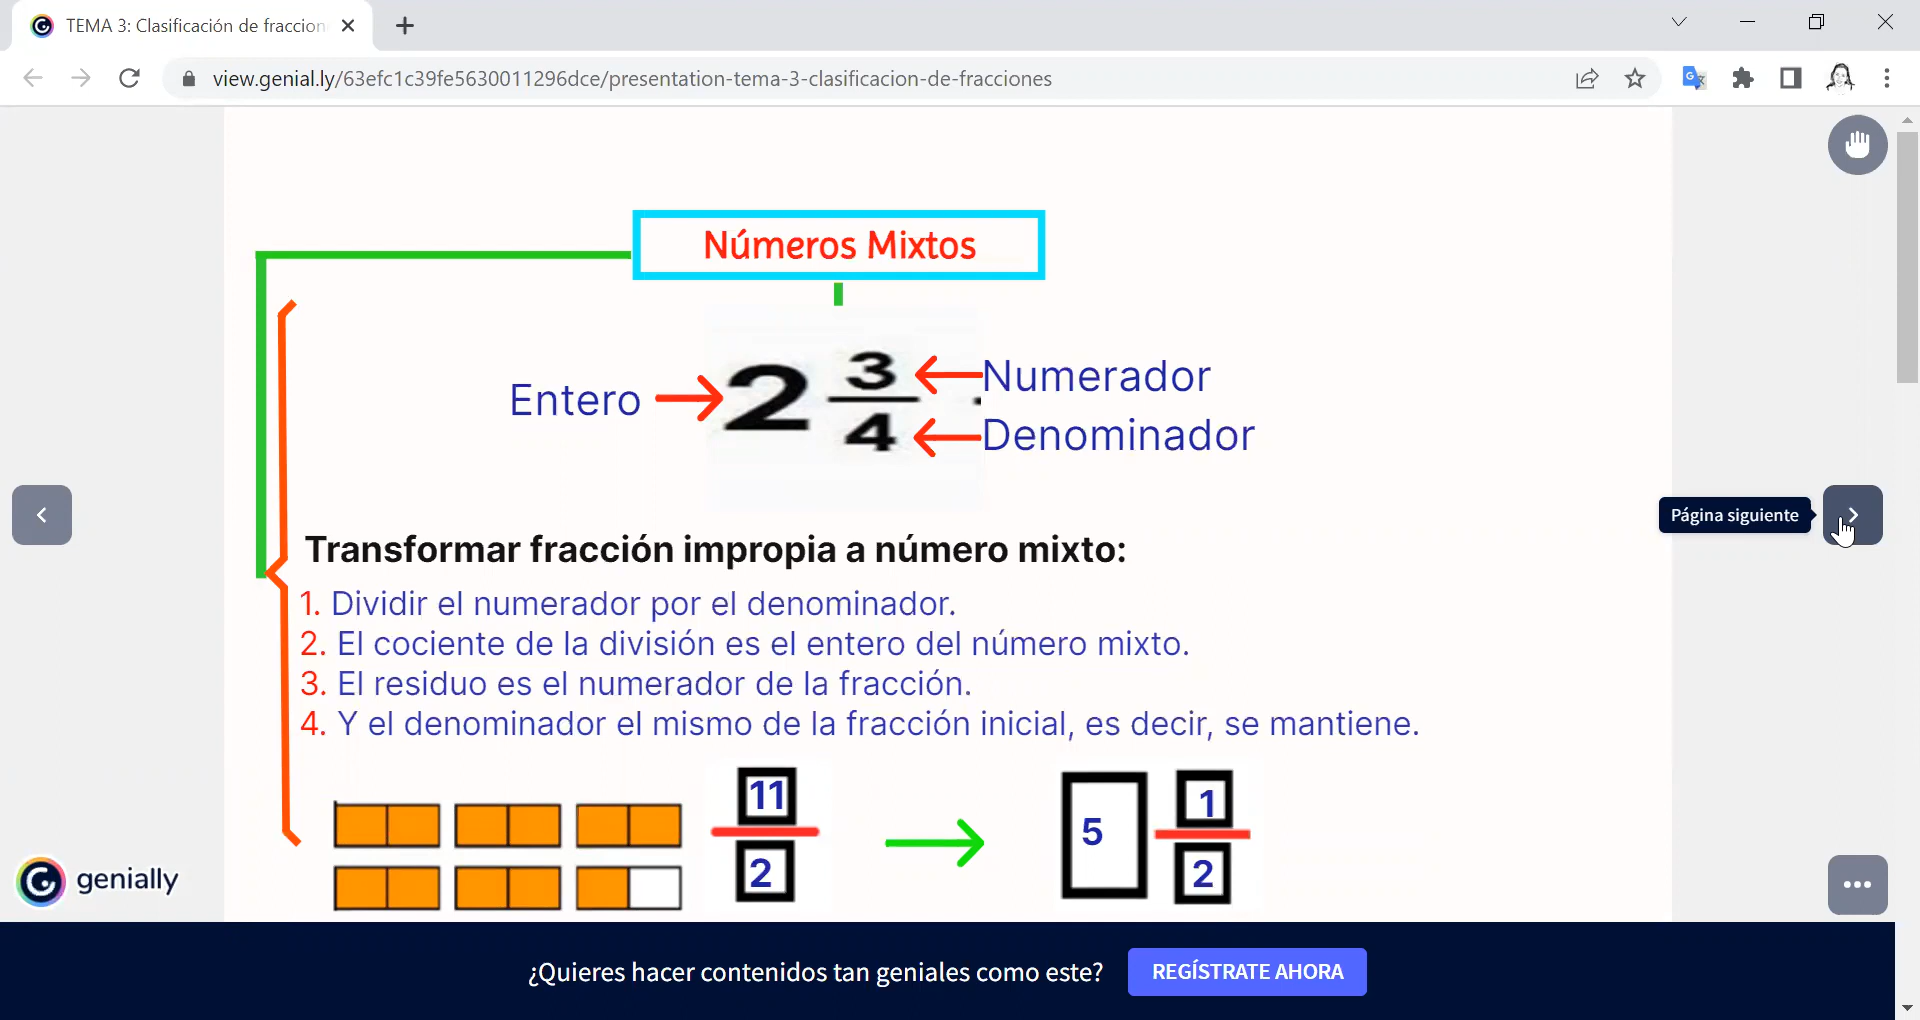 TEMA 3: Clasificación de fraccion
view.genial.ly/63efc1c39fe5630011296dce/presentation-tema-3-clasificacion-de-fracciones
Números Mixtos
Entero
2 3/4
Numerador
Denominador
Página siguiente
Transformar fracción impropia a número mixto:
1. Dividir el numerador por el denominador.
2. El cociente de la división es el entero del número mixto.
3. El residuo es el numerador de la fracción.
4. Y el denominador el mismo de la fracción inicial, es decir, se mantiene.
11
2
5
1
2
genially
¿Quieres hacer contenidos tan geniales como este?
REGÍSTRATE AHORA